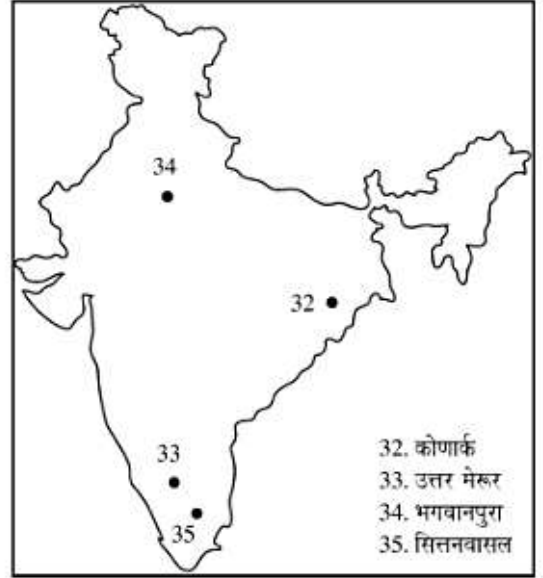 34
32
33
35
32. कोणार्क
33. उत्तर मेरूर
34. भगवानपुरा
35. सित्तनवासल